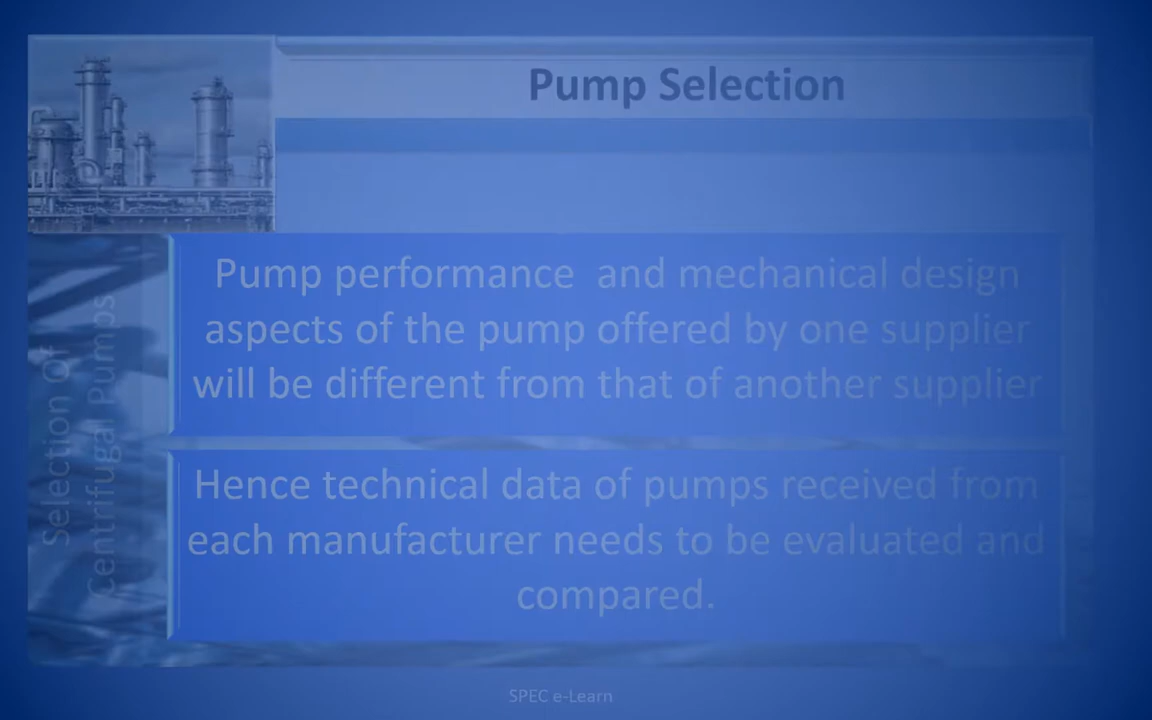 Pump Selection
Pump performance and mechanical design
aspects of the pump offered by one supplier
will be different from that of another supplier
Hence technical data of pumps received from
each manufacturer needs to be evaluated and
compared.
Selection Of
Centrifugal Pumps
SPEC e-Learn